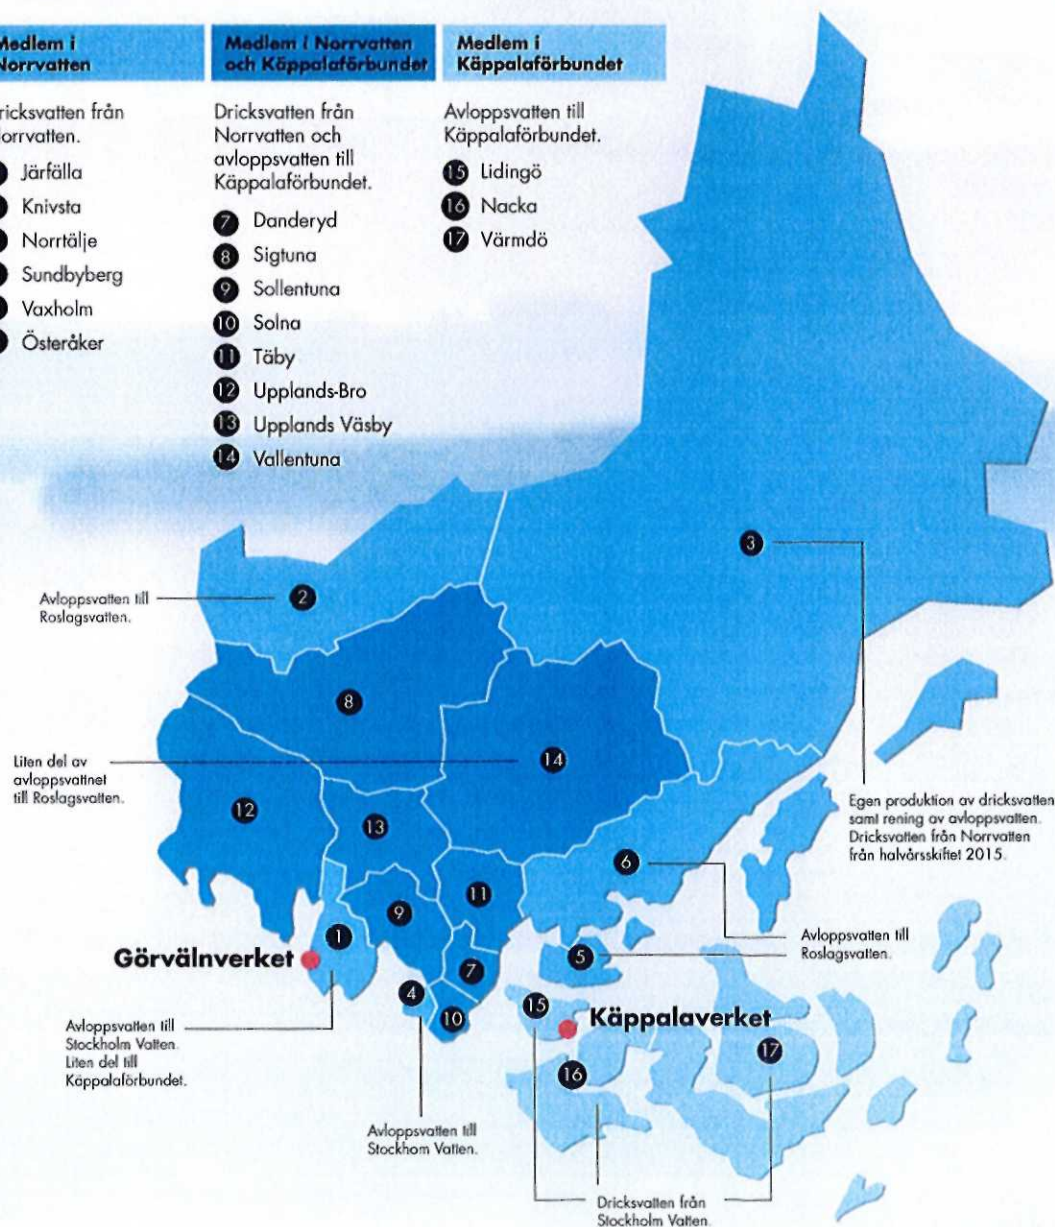 Medlem i
Norrvatten
Dricksvatten från
Norrvatten.
Järfälla
Knivsta
Norrtälje
Sundbyberg
Vaxholm
Österåker
Medlem i Norrvatten
och Käppalaförbundet
Dricksvatten från
Norrvatten och
avloppsvatten till
Käppalaförbundet.
7 Danderyd
8 Sigtuna
9 Sollentuna
10 Solna
11 Täby
12 Upplands-Bro
13 Upplands Väsby
14 Vallentuna
Medlem i
Käppalaförbundet
Avloppsvatten till
Käppalaförbundet.
15 Lidingö
16 Nacka
17 Värmdö
3
2
Avloppsvatten till
Roslagsvatten.
8
14
Liten del av
avloppsvattnet
till Roslagsvatten.
12
13
Egen produktion av dricksvatten
samt rening av avloppsvatten.
Dricksvatten från Norrvatten
från halvårsskiftet 2015.
6
11
9
1
Görvälnverket
Avloppsvatten till
Roslagsvatten.
5
7
4
10
15
Käppalaverket
17
16
Avloppsvatten till
Stockholm Vatten.
Liten del till
Käppalaförbundet.
Avloppsvatten till
Stockhom Vatten.
Dricksvatten från
Stockholm Vatten.